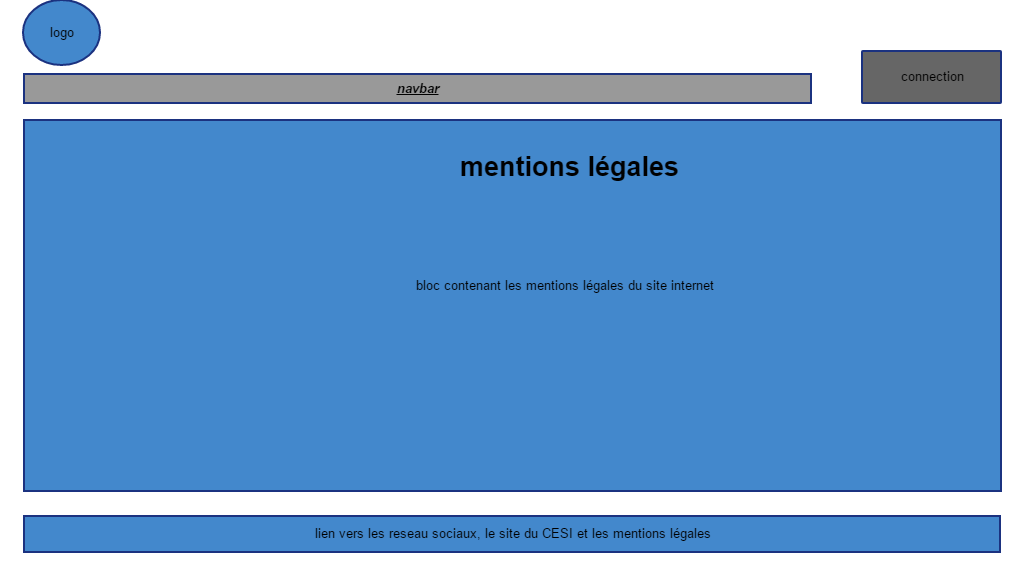 logo
connection
navbar
mentions légales
bloc contenant les mentions légales du site internet
lien vers les reseau sociaux, le site du CESI et les mentions légales